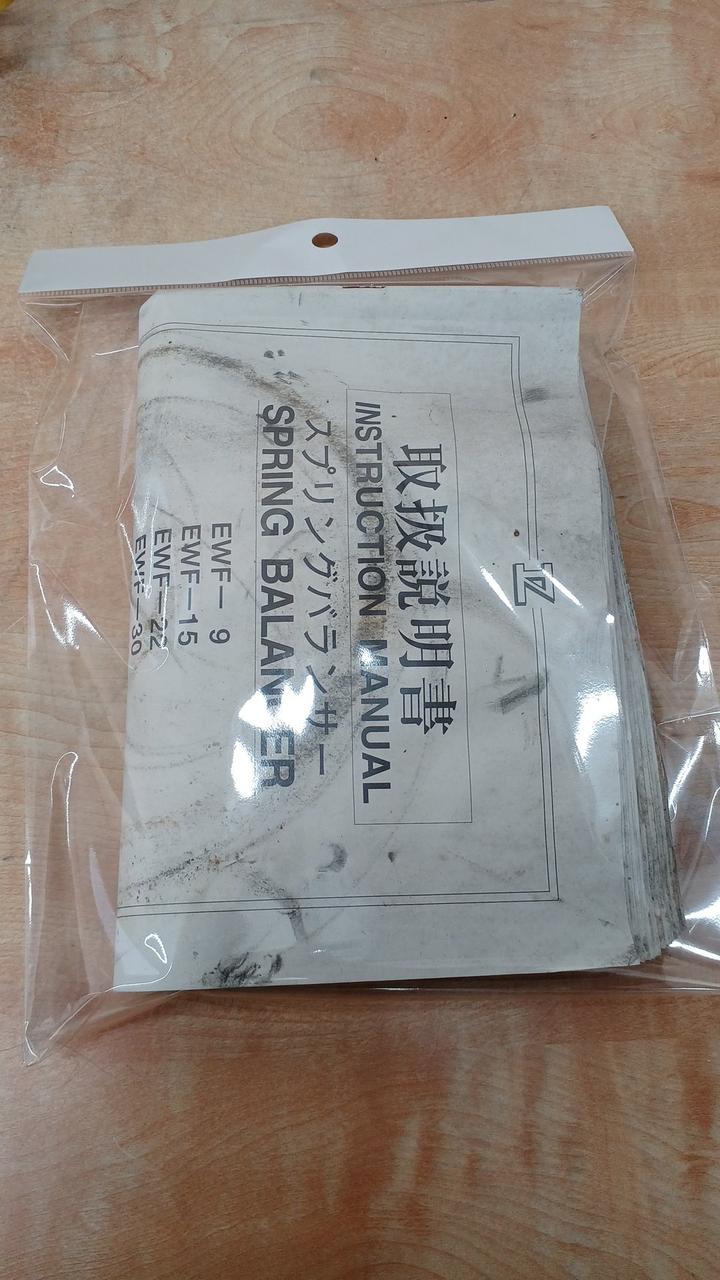 取扱説明書
INSTRUCTION MANUAL
スプリングバランサー
SPRING BALANCER
EWF— 9
EWF—15
EWF—22
EWF—30